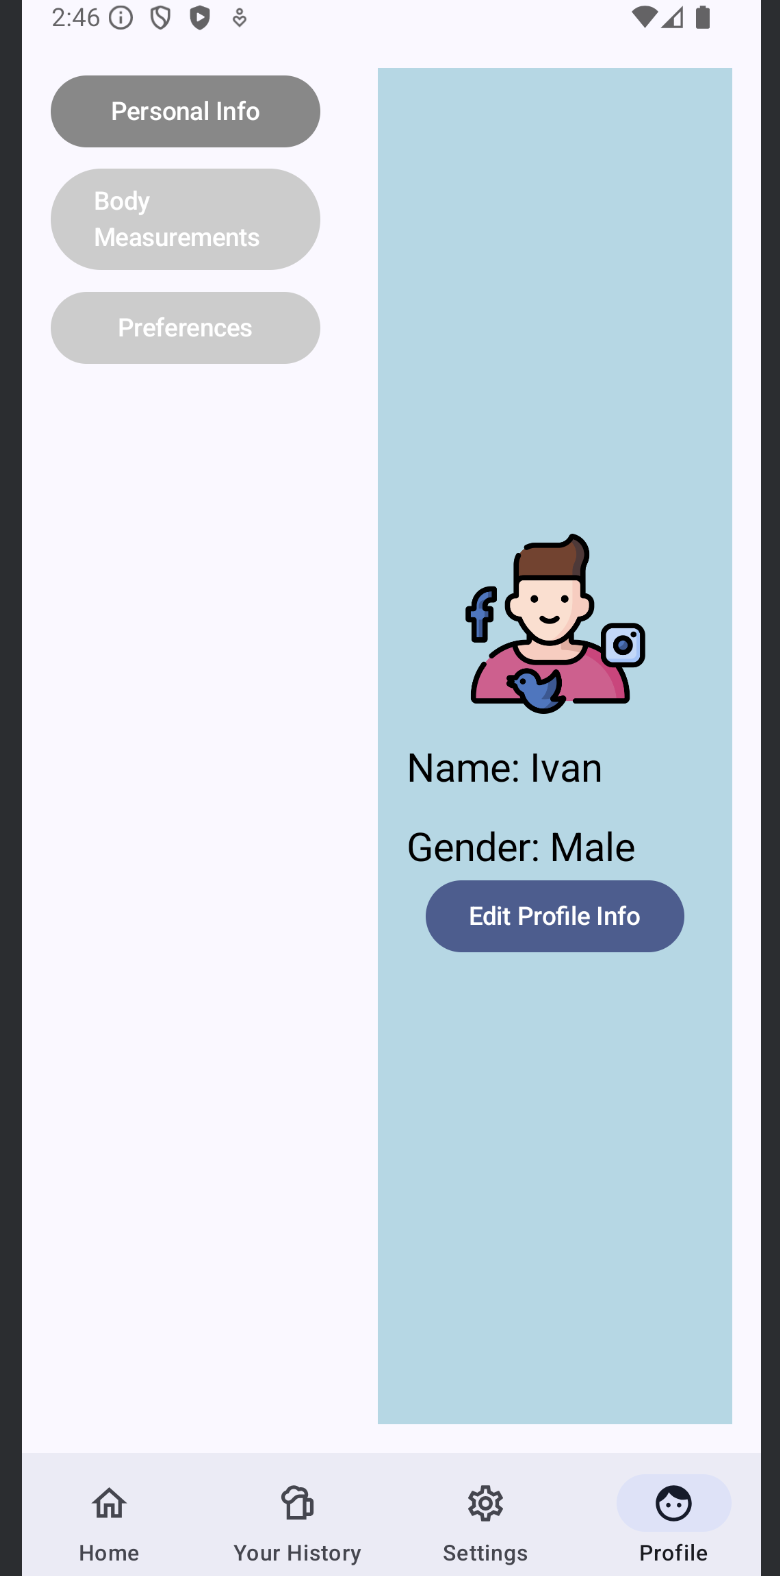 2:46
Personal Info
Body
Measurements
Preferences
Name: Ivan
Gender: Male
Edit Profile Info
Home
Your History
Settings
Profile